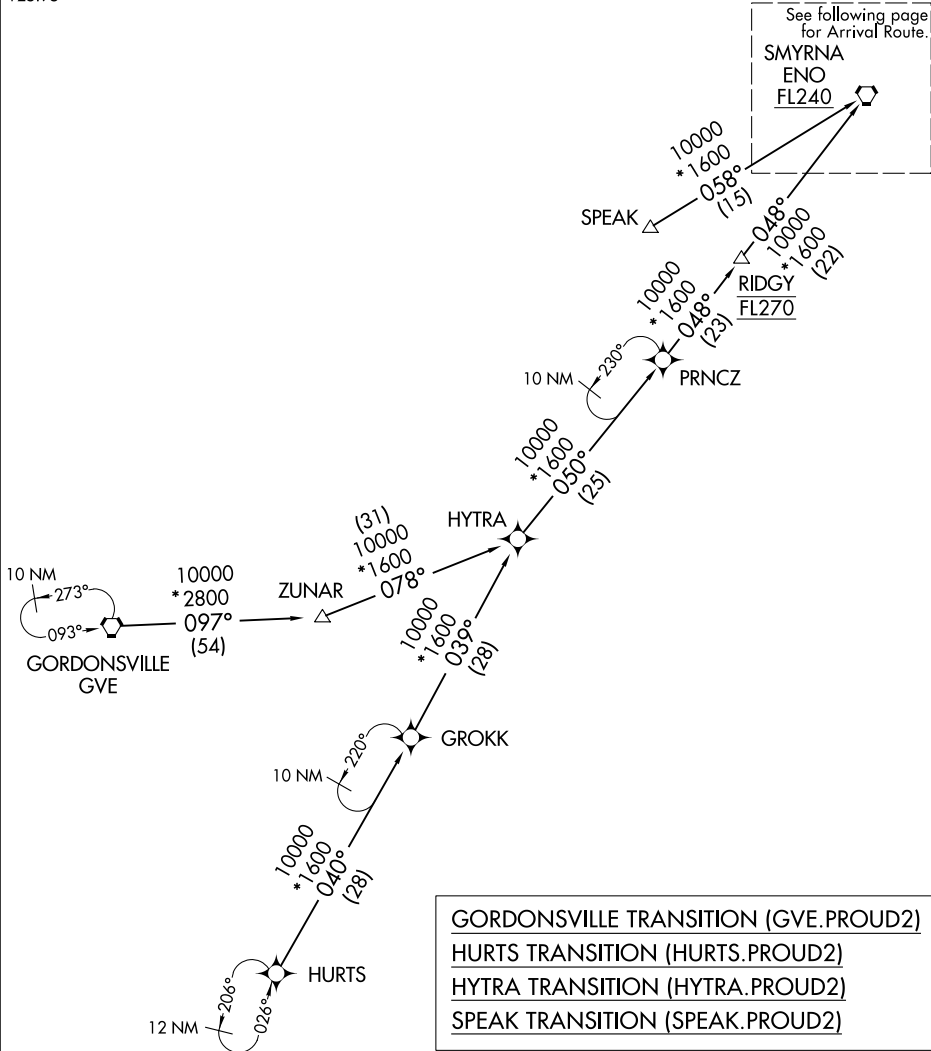 See following page
for Arrival Route.
SMYRNA
ENO
FL240
10000
*1600
058°
(15)
SPEAK
048°
10000
*1600
(22)
RIDGY
FL270
10000
*1600
048°
(23)
230°
10 NM
PRNCZ
10000
*1600
050°
(25)
HYTRA
(31)
10000
*1600
078°
ZUNAR
10 NM
273°
093°
10000
*2800
097°
(54)
GORDONSVILLE
GVE
10000
*1600
039°
(28)
220°
10 NM
GROKK
10000
*1600
040°
(28)
HURTS
206°
026°
12 NM
GORDONSVILLE TRANSITION (GVE.PROUD2)
HURTS TRANSITION (HURTS.PROUD2)
HYTRA TRANSITION (HYTRA.PROUD2)
SPEAK TRANSITION (SPEAK.PROUD2)